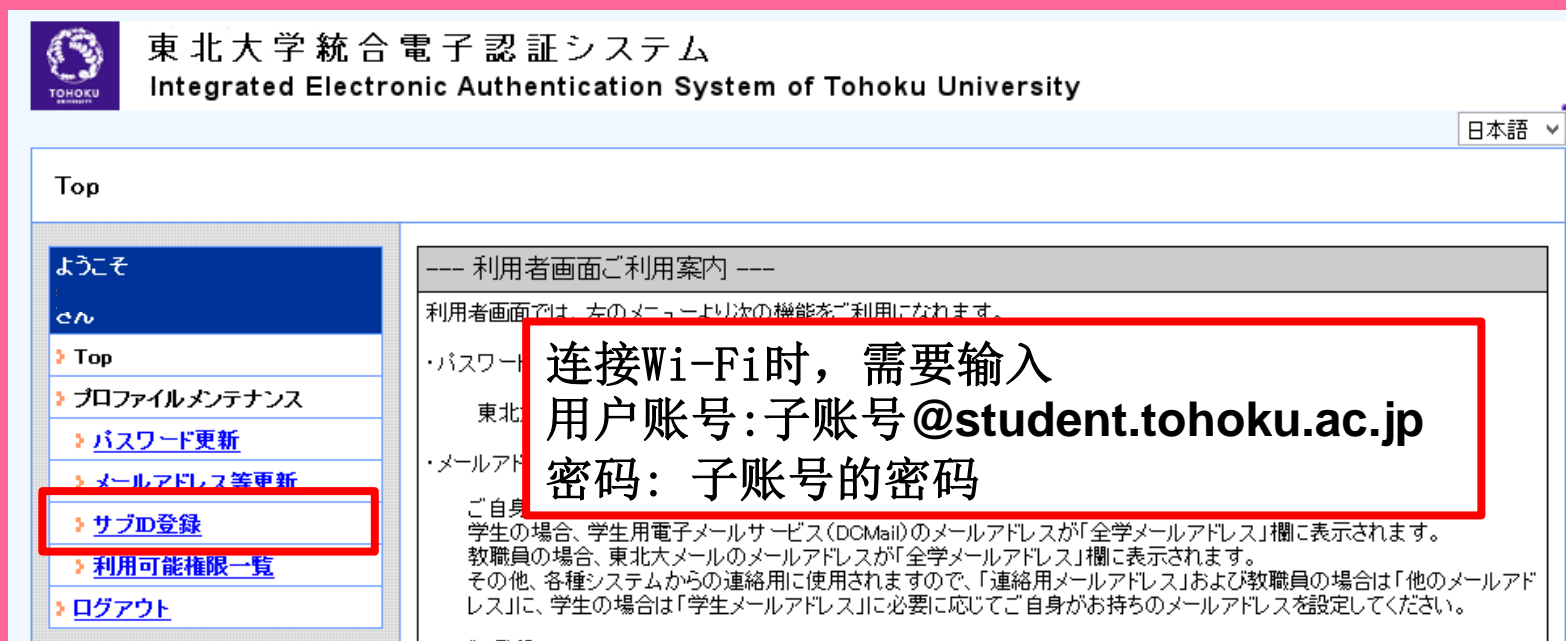 東北大学統合電子認証システム
TOHOKU
UNIVERSITY
Integrated Electronic Authentication System of Tohoku University
日本語
Top
ようこそ
さん
Top
プロファイルメンテナンス
パスワード更新
メールアドレス等更新
サブID登録
利用可能権限一覧
ログアウト
--- 利用者画面ご利用案内 ---
利用者画面では、左のメニューより次の機能をご利用になれます。
・パスワード
东北
连接Wi-Fi时，需要输入
用户账号:子账号@student.tohoku.ac.jp
密码: 子账号的密码
・メールアド
ご自身
学生の場合、学生用電子メールサービス(DCMail)のメールアドレスが「全学メールアドレス」欄に表示されます。
教職員の場合、東北大メールのメールアドレスが「全学メールアドレス」欄に表示されます。
その他、各種システムからの連絡用に使用されますので、「連絡用メールアドレス」および教職員の場合は「他のメールアド
レス」に、学生の場合は「学生メールアドレス」に必要に応じてご自身がお持ちのメールアドレスを設定してください。